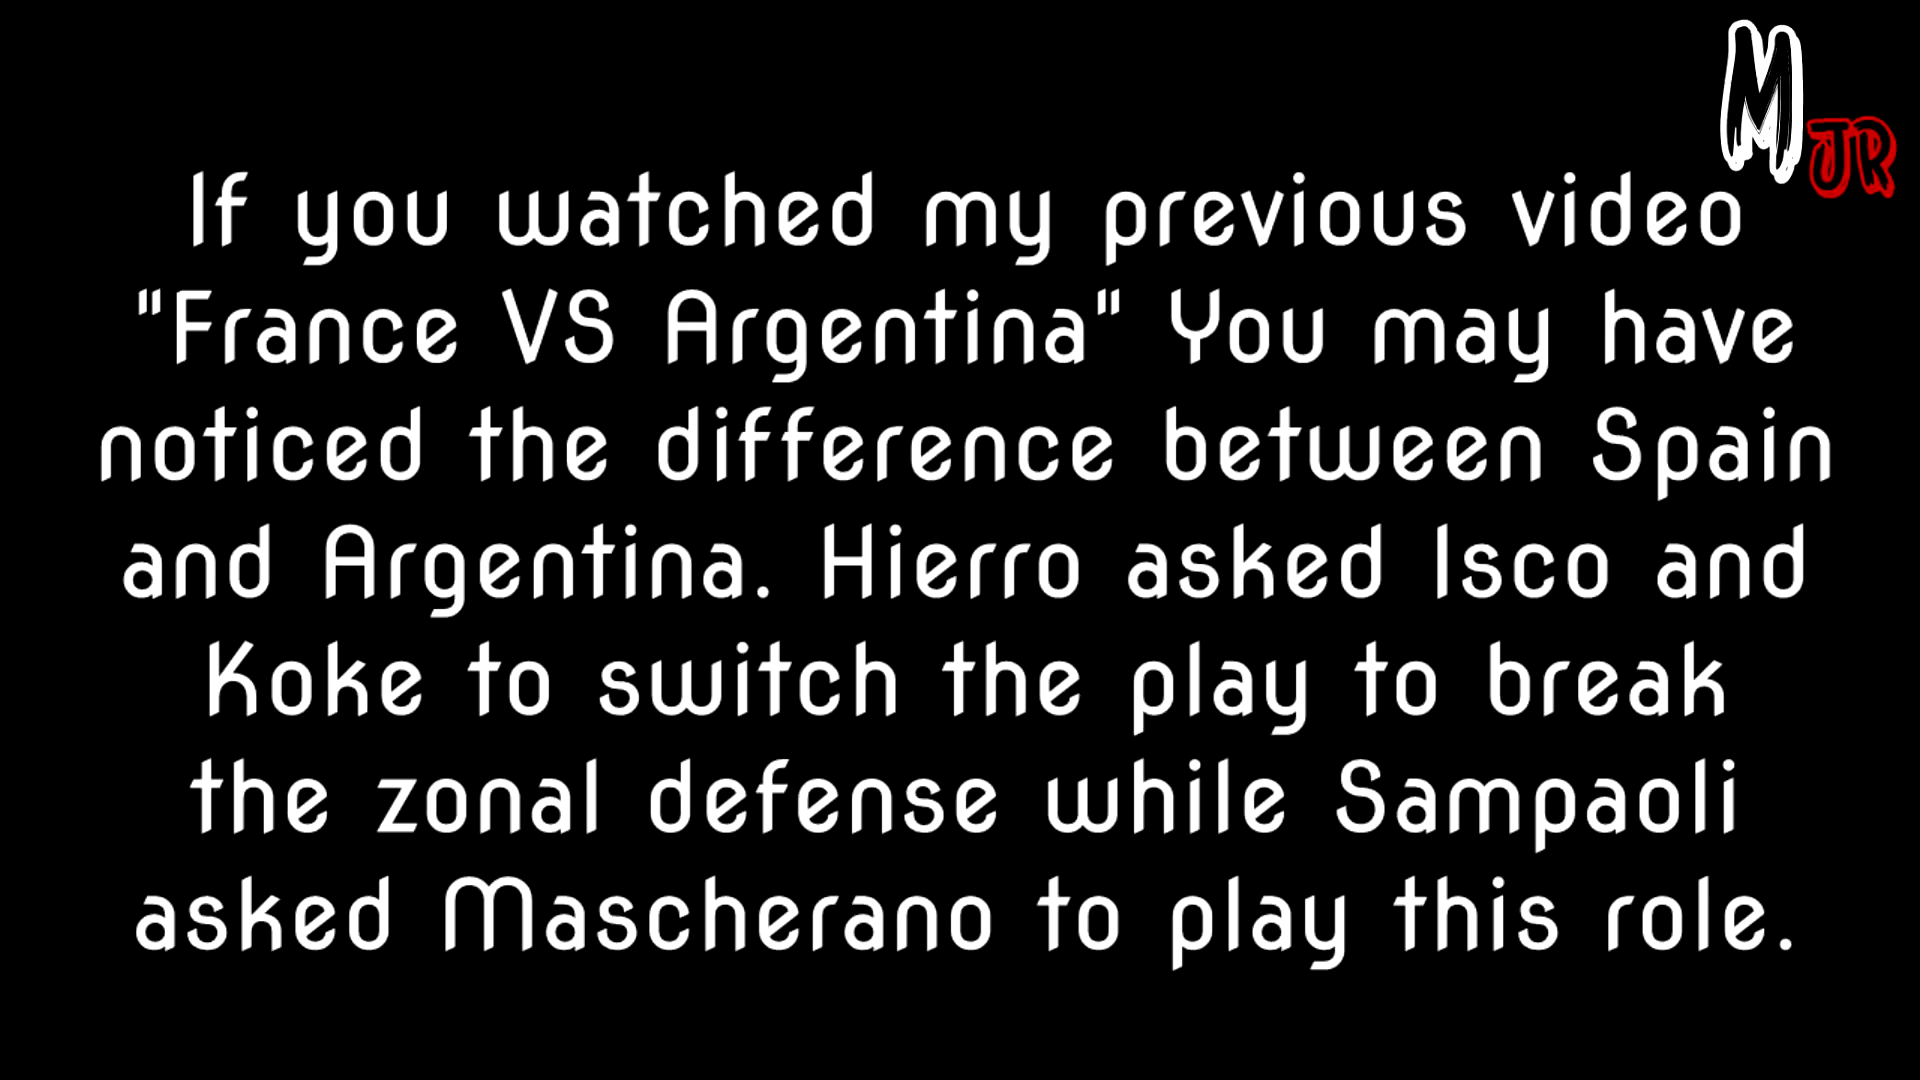 M
JR
If you watched my previous video
"France VS Argentina" You may have
noticed the difference between Spain
and Argentina. Hierro asked Isco and
Koke to switch the play to break
the zonal defense while Sampaoli
asked Mascherano to play this role.